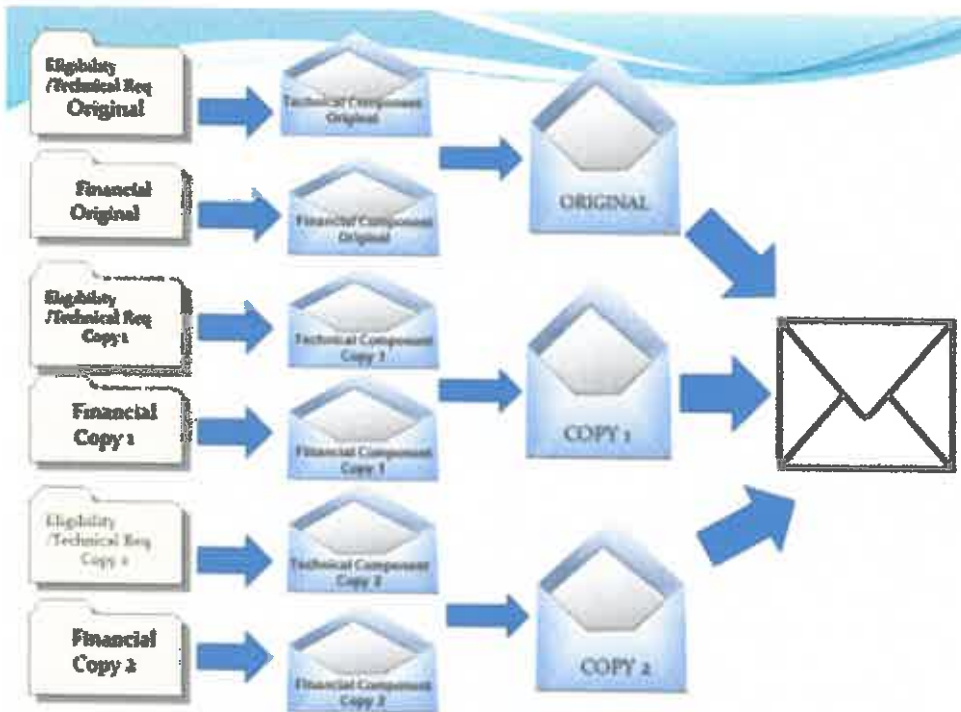 Eligibility
/Technical Req
Original
Technical Component
Original
ORIGINAL
Financial
Original
Financial Component
Original
Eligibility
/Technical Req
Copy 1
Technical Component
Copy 1
COPY 1
Financial
Copy 1
Financial Component
Copy 1
Eligibility
/Technical Req
Copy 2
Technical Component
Copy 2
COPY 2
Financial
Copy 2
Financial Component
Copy 2